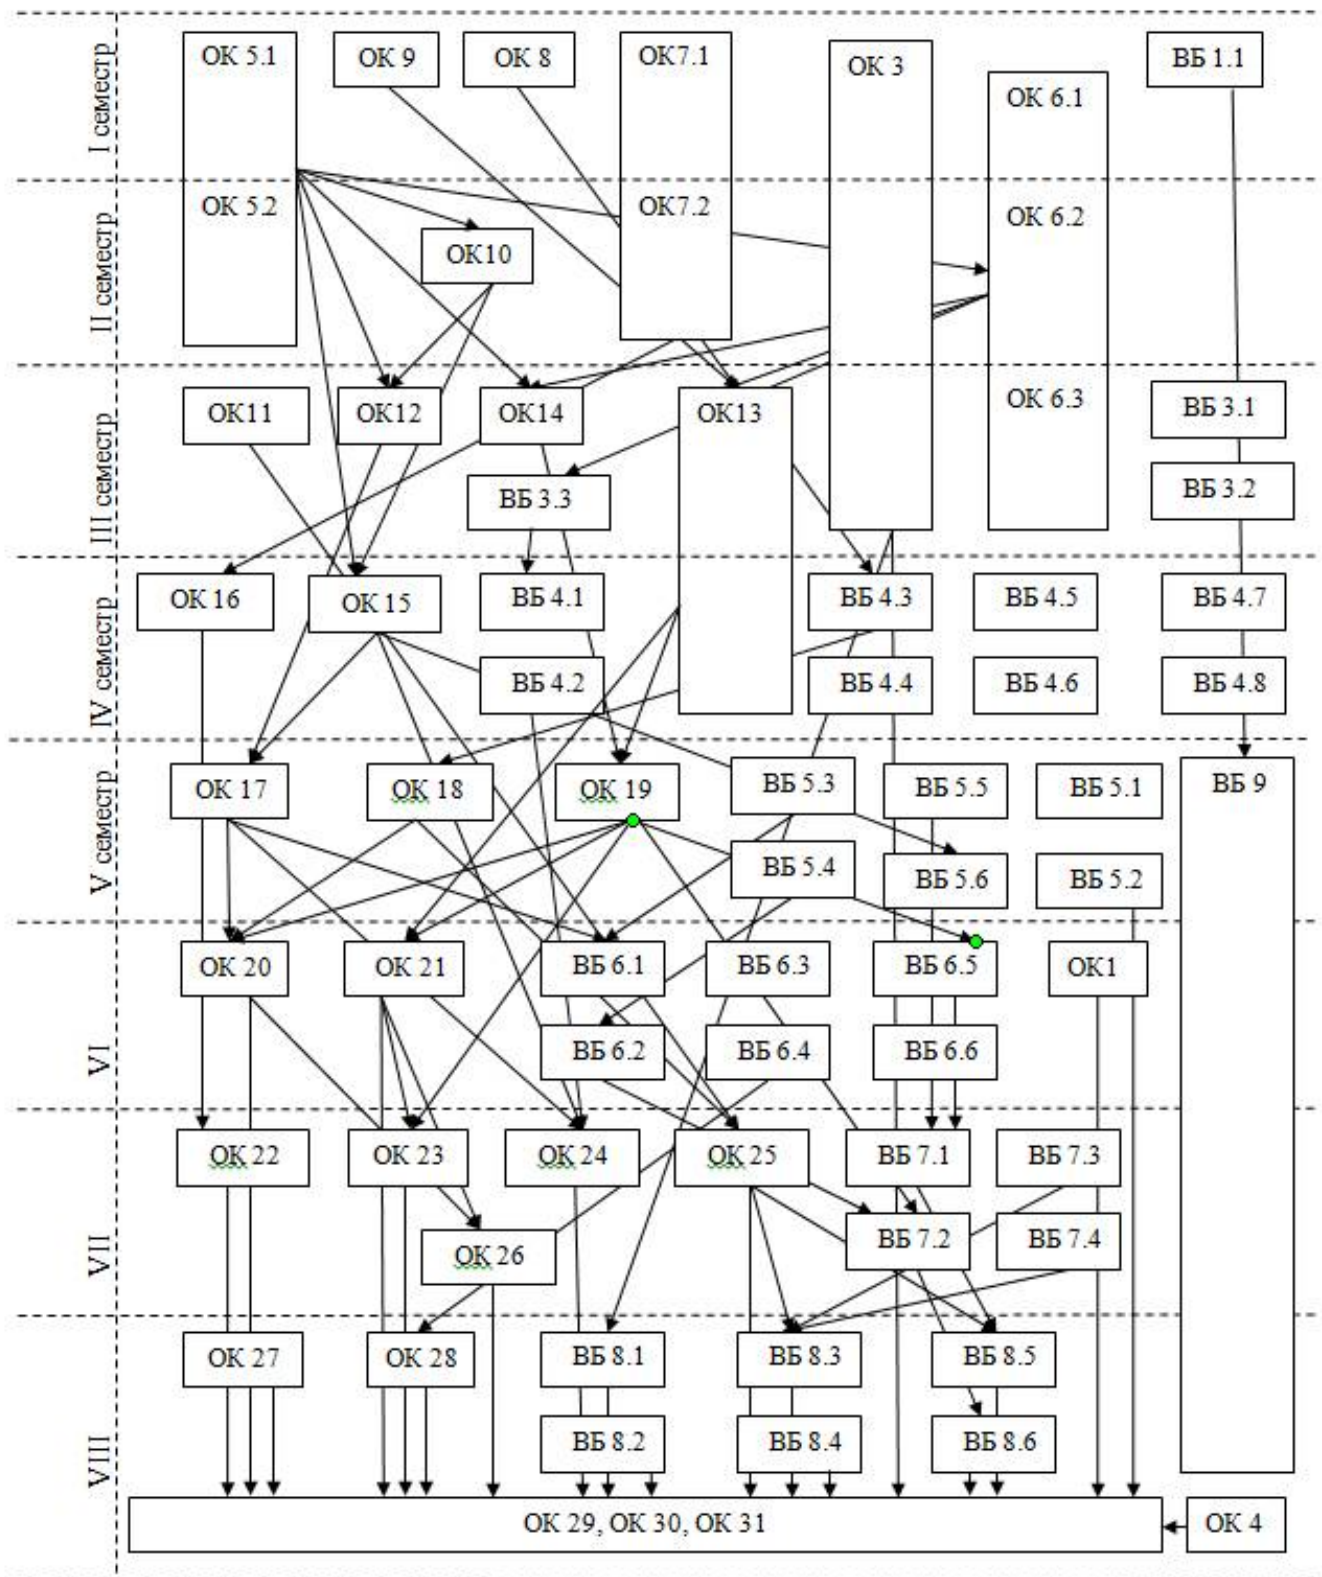 I семестр
ОК 5.1
ОК 9
ОК 8
ОК7.1
ОК 3
ОК 6.1
ВБ 1.1
II семестр
ОК 5.2
ОК10
ОК7.2
ОК 6.2
III семестр
ОК11
ОК12
ОК14
ОК13
ОК 6.3
ВБ 3.1
ВБ 3.3
ВБ 3.2
IV семестр
ОК 16
ОК 15
ВБ 4.1
ВБ 4.3
ВБ 4.5
ВБ 4.7
ВБ 4.2
ВБ 4.4
ВБ 4.6
ВБ 4.8
V семестр
ОК 17
ОК 18
ОК 19
ВБ 5.3
ВБ 5.5
ВБ 5.1
ВБ 9
ВБ 5.4
ВБ 5.6
ВБ 5.2
VI
ОК 20
ОК 21
ВБ 6.1
ВБ 6.3
ВБ 6.5
ОК1
ВБ 6.2
ВБ 6.4
ВБ 6.6
VII
ОК 22
ОК 23
ОК 24
ОК 25
ВБ 7.1
ВБ 7.3
ОК 26
ВБ 7.2
ВБ 7.4
VIII
ОК 27
ОК 28
ВБ 8.1
ВБ 8.3
ВБ 8.5
ВБ 8.2
ВБ 8.4
ВБ 8.6
ОК 29, ОК 30, ОК 31
ОК 4